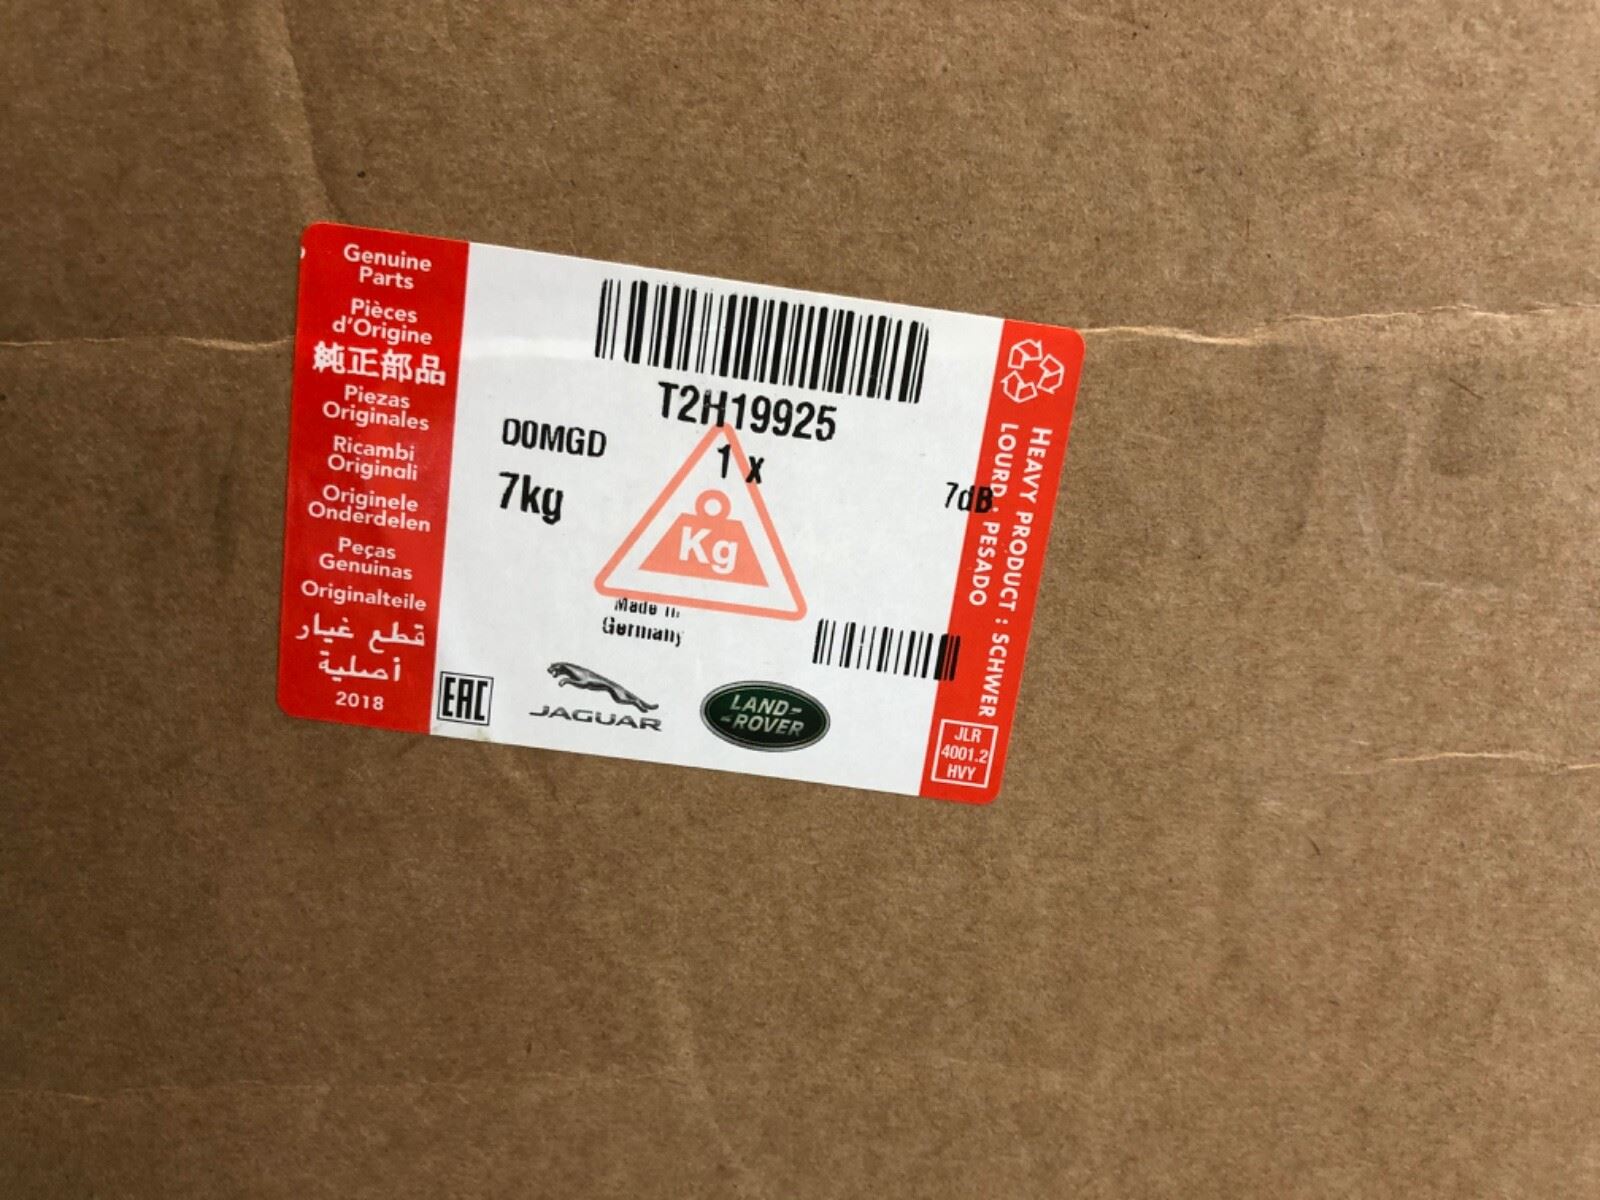 Genuine
Parts
Pièces
d'Origine
純正部品
Piezas
Originales
Ricambi
Originali
Originele
Onderdelen
Peças
Genuinas
Originalteile
قطع غيار
أصلية
2018
T2H19925
00MGD
1 x
7kg
7dB
Kg
Made In
Germany
EAC
JAGUAR
LAND-
-ROVER
HEAVY PRODUCT : SCHWER
LOURD . PESADO
JLR
4001.2
HVY